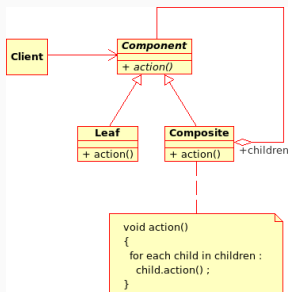 Component
Client
+ action()
Leaf
Composite
+ action()
+ action()
+children
void action()
{
for each child in children :
child.action() ;
}